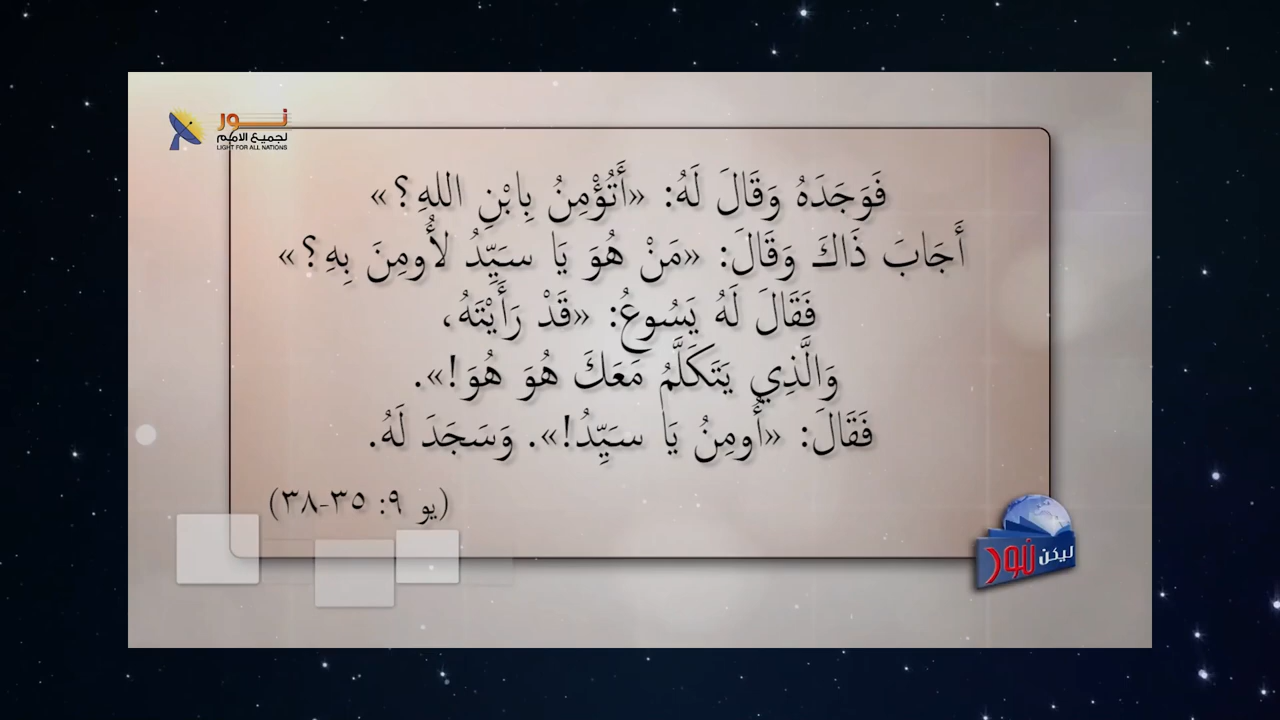 نور
لجميع الامم
LIGHT FOR ALL NATIONS
فَوَجَدَهُ وَقَالَ لَهُ: «أَتُؤْمِنُ بِابْنِ اللهِ؟»
أَجَابَ ذَاكَ وَقَالَ: «مَنْ هُوَ يَا سَيِّدُ لأُومِنَ بِهِ؟»
فَقَالَ لَهُ يَسُوعُ: «قَدْ رَأَيْتَهُ،
وَالَّذِي يَتَكَلَّمُ مَعَكَ هُوَ هُوَ!».
فَقَالَ: «أُومِنُ يَا سَيِّدُ!». وَسَجَدَ لَهُ.
(يو ٩: ٣٥-٣٨)
ليكن نور